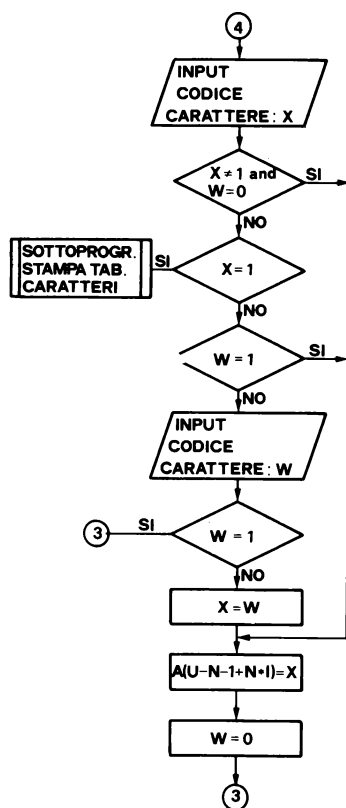 4
INPUT
CODICE
CARATTERE: X
X ≠ 1 and
W=0
SI
NO
SOTTOPROGR.
STAMPA TAB.
CARATTERI
SI
X=1
NO
W=1
SI
NO
INPUT
CODICE
CARATTERE: W
3
SI
W=1
NO
X=W
A(U-N-1+N*I)=X
W=0
3